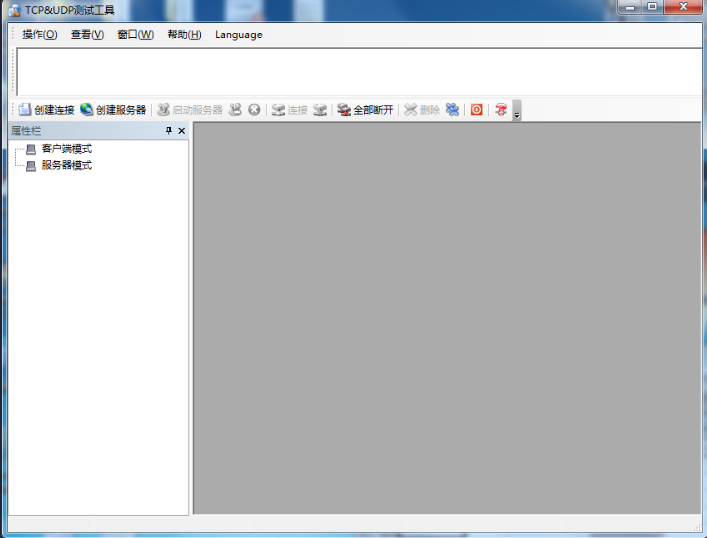 TCP&UDP测试工具
操作(O) 查看(V) 窗口(W) 帮助(H) Language
创建连接 创建服务器 启动服务器 连接 全部断开 删除
属性栏
客户端模式
服务器模式